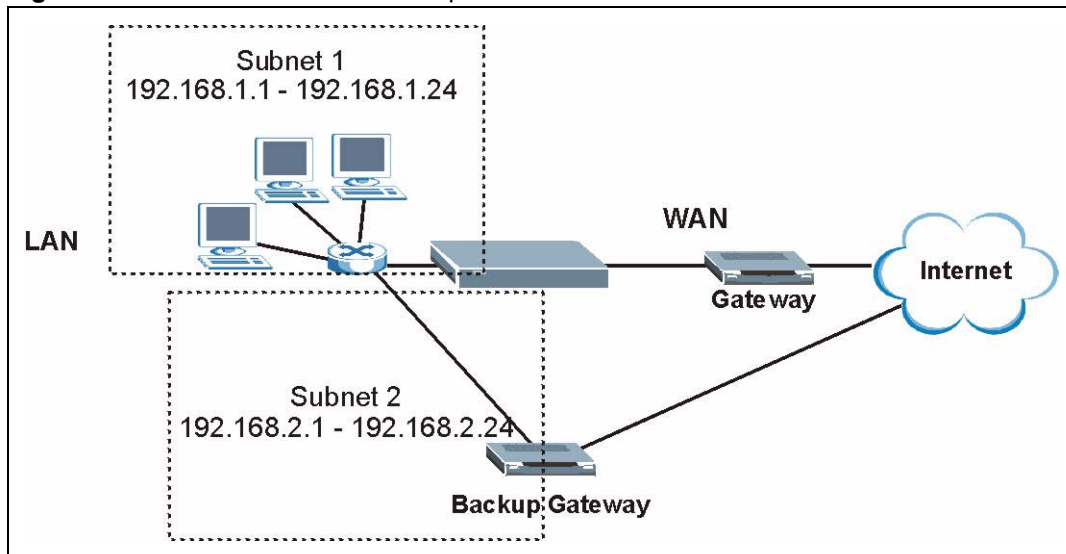 Subnet 1
192.168.1.1 - 192.168.1.24
LAN
WAN
Internet
Gateway
Subnet 2
192.168.2.1 - 192.168.2.24
Backup Gateway